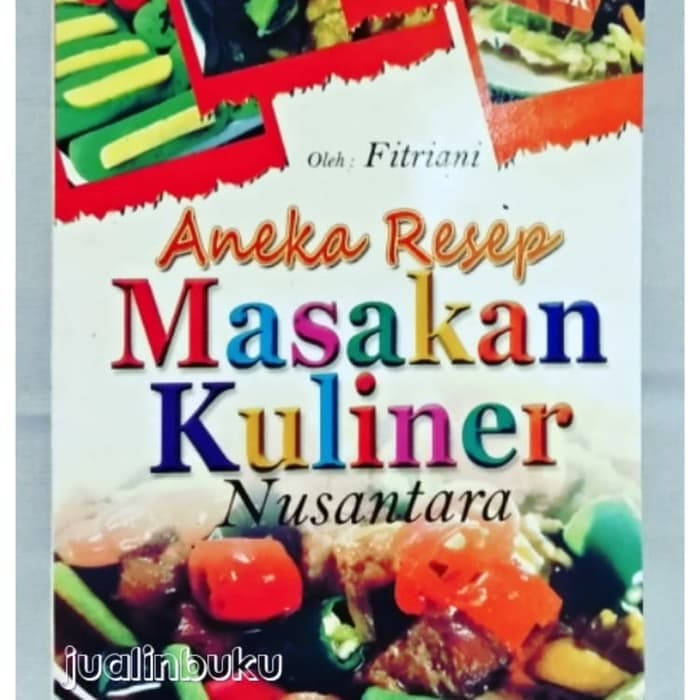 Oleh : Fitriani
Aneka Resep
Masakan
Kuliner
Nusantara
jualinbuku